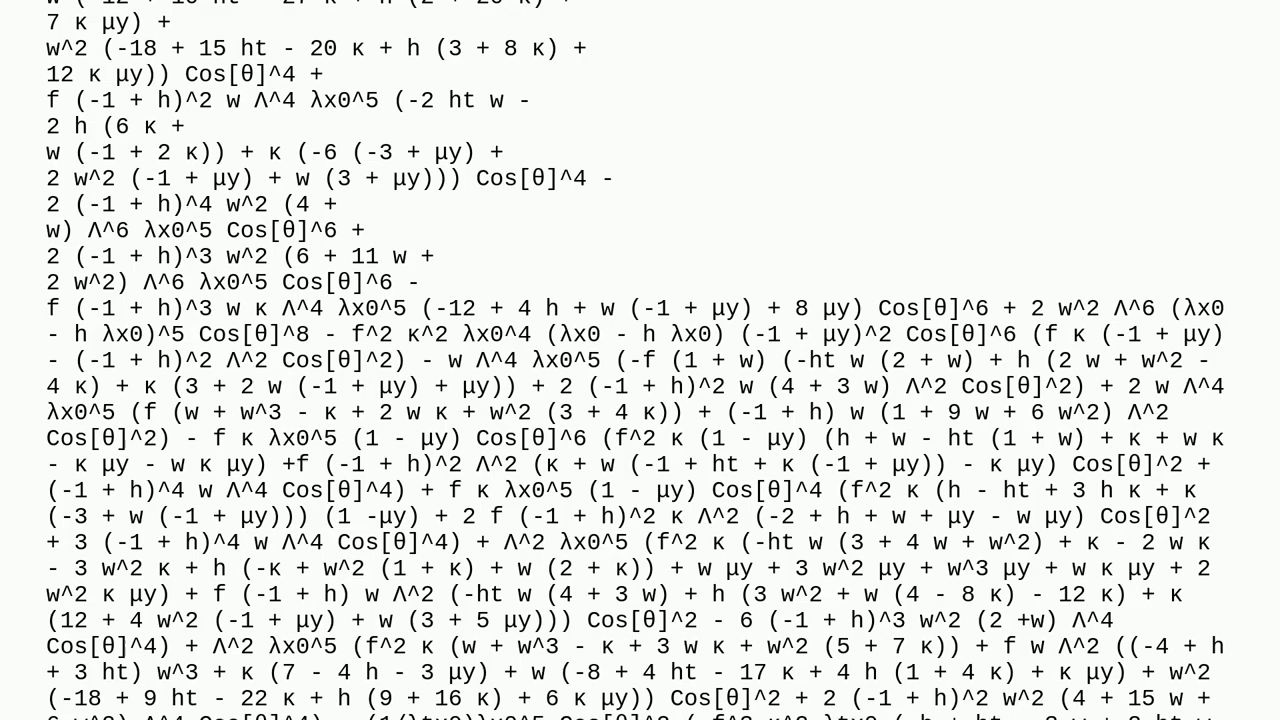 7 κ μy) +
w^2 (-18 + 15 ht - 20 κ + h (3 + 8 κ) +
12 κ μy)) Cos[θ]^4 +
f (-1 + h)^2 w Λ^4 λx0^5 (-2 ht w -
2 h (6 κ +
w (-1 + 2 κ)) + κ (-6 (-3 + μy) +
2 w^2 (-1 + μy) + w (3 + μy))) Cos[θ]^4 -
2 (-1 + h)^4 w^2 (4 +
w) Λ^6 λx0^5 Cos[θ]^6 +
2 (-1 + h)^3 w^2 (6 + 11 w +
2 w^2) Λ^6 λx0^5 Cos[θ]^6 -
f (-1 + h)^3 w κ Λ^4 λx0^5 (-12 + 4 h + w (-1 + μy) + 8 μy) Cos[θ]^6 + 2 w^2 Λ^6 (λx0
- h λx0)^5 Cos[θ]^8 - f^2 κ^2 λx0^4 (λx0 - h λx0) (-1 + μy)^2 Cos[θ]^6 (f κ (-1 + μy)
- (-1 + h)^2 Λ^2 Cos[θ]^2) - w Λ^4 λx0^5 (-f (1 + w) (-ht w (2 + w) + h (2 w + w^2 -
4 κ) + κ (3 + 2 w (-1 + μy) + μy)) + 2 (-1 + h)^2 w (4 + 3 w) Λ^2 Cos[θ]^2) + 2 w Λ^4
λx0^5 (f (w + w^3 - κ + 2 w κ + w^2 (3 + 4 κ)) + (-1 + h) w (1 + 9 w + 6 w^2) Λ^2
Cos[θ]^2) - f κ λx0^5 (1 - μy) Cos[θ]^6 (f^2 κ (1 - μy) (h + w - ht (1 + w) + κ + w κ
- κ μy - w κ μy) +f (-1 + h)^2 Λ^2 (κ + w (-1 + ht + κ (-1 + μy)) - κ μy) Cos[θ]^2 +
(-1 + h)^4 w Λ^4 Cos[θ]^4) + f κ λx0^5 (1 - μy) Cos[θ]^4 (f^2 κ (h - ht + 3 h κ + κ
(-3 + w (-1 + μy))) (1 -μy) + 2 f (-1 + h)^2 κ Λ^2 (-2 + h + w + μy - w μy) Cos[θ]^2
+ 3 (-1 + h)^4 w Λ^4 Cos[θ]^4) + Λ^2 λx0^5 (f^2 κ (-ht w (3 + 4 w + w^2) + κ - 2 w κ
- 3 w^2 κ + h (-κ + w^2 (1 + κ) + w (2 + κ)) + w μy + 3 w^2 μy + w^3 μy + w κ μy + 2
w^2 κ μy) + f (-1 + h) w Λ^2 (-ht w (4 + 3 w) + h (3 w^2 + w (4 - 8 κ) - 12 κ) + κ
(12 + 4 w^2 (-1 + μy) + w (3 + 5 μy))) Cos[θ]^2 - 6 (-1 + h)^3 w^2 (2 +w) Λ^4
Cos[θ]^4) + Λ^2 λx0^5 (f^2 κ (w + w^3 - κ + 3 w κ + w^2 (5 + 7 κ)) + f w Λ^2 ((-4 + h
+ 3 ht) w^3 + κ (7 - 4 h - 3 μy) + w (-8 + 4 ht - 17 κ + 4 h (1 + 4 κ) + κ μy) + w^2
(-18 + 9 ht - 22 κ + h (9 + 16 κ) + 6 κ μy)) Cos[θ]^2 + 2 (-1 + h)^2 w^2 (4 + 15 w +